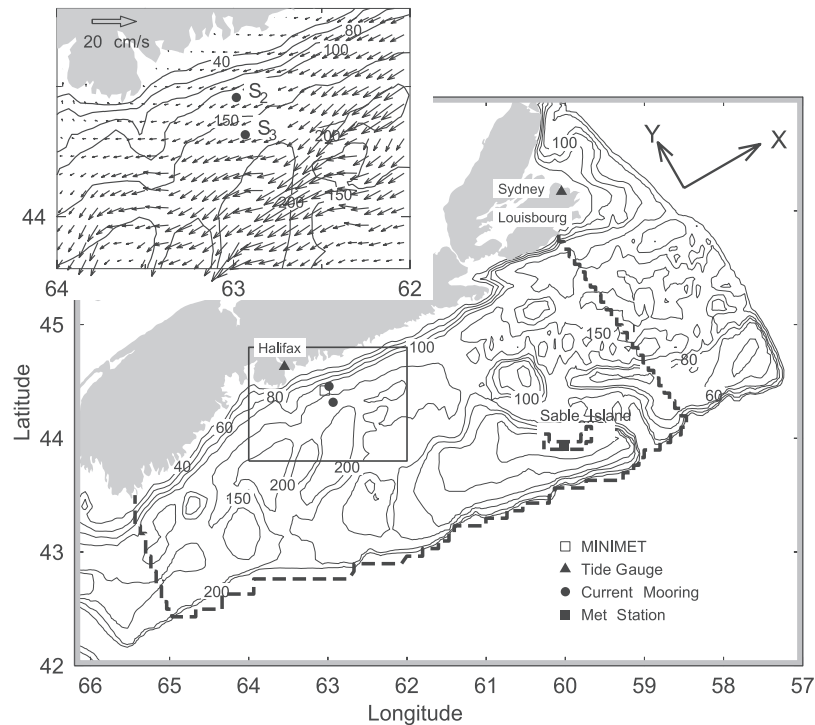 20 cm/s
80
100
40
S2
150
S3
200
150
200
44
64
63
62
100
Y
X
Sydney
Louisbourg
45
44
43
42
Latitude
Halifax
100
80
60
40
150
80
100
60
Sable Island
200
200
150
200
MINIMET
Tide Gauge
Current Mooring
Met Station
66
65
64
63
62
61
60
59
58
57
Longitude